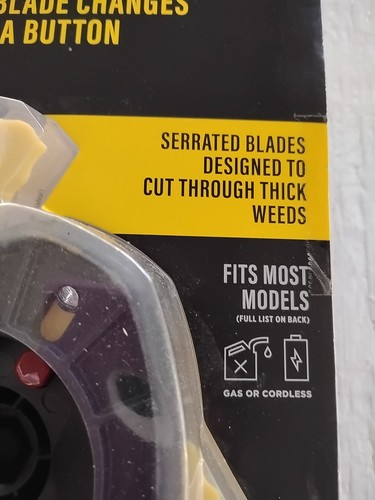 BLADE CHANGES
A BUTTON
SERRATED BLADES
DESIGNED TO
CUT THROUGH THICK
WEEDS
FITS MOST
MODELS
(FULL LIST ON BACK)
GAS OR CORDLESS